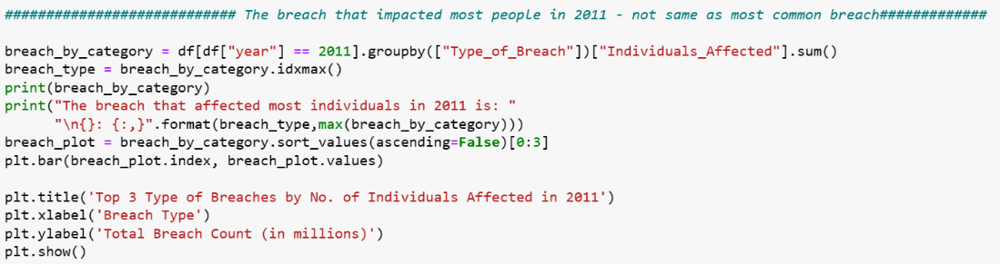 ############################ The breach that impacted most people in 2011 - not same as most common breach#############
breach_by_category = df[df["year"] == 2011].groupby(["Type_of_Breach"])["Individuals_Affected"].sum()
breach_type = breach_by_category.idxmax()
print(breach_by_category)
print("The breach that affected most individuals in 2011 is: "
      "\n{}: {:,}".format(breach_type,max(breach_by_category)))
breach_plot = breach_by_category.sort_values(ascending=False)[0:3]
plt.bar(breach_plot.index, breach_plot.values)
plt.title('Top 3 Type of Breaches by No. of Individuals Affected in 2011')
plt.xlabel('Breach Type')
plt.ylabel('Total Breach Count (in millions)')
plt.show()